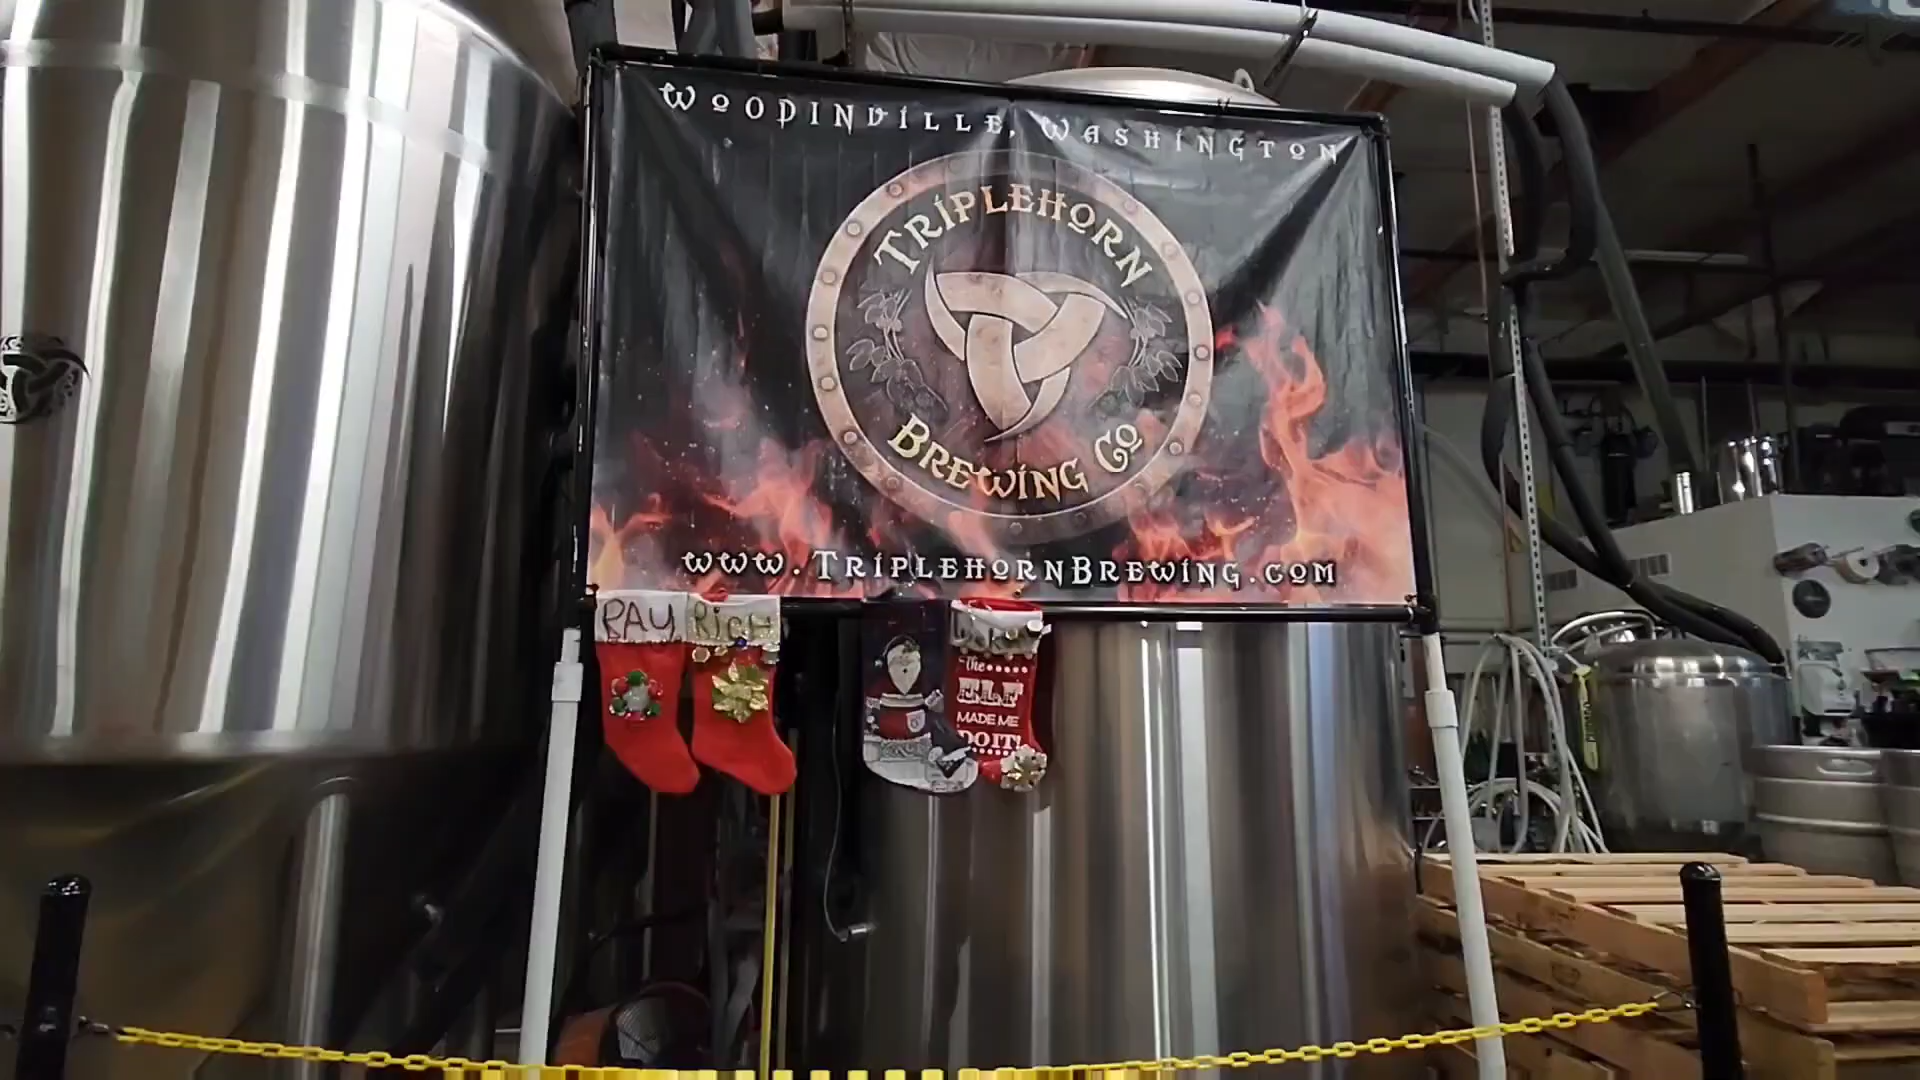 Woodinville, Washington
Triplehorn
Brewing Co
www.TriplehornBrewing.com
RAY
RicH
The
ELF
MADE ME
DO IT!